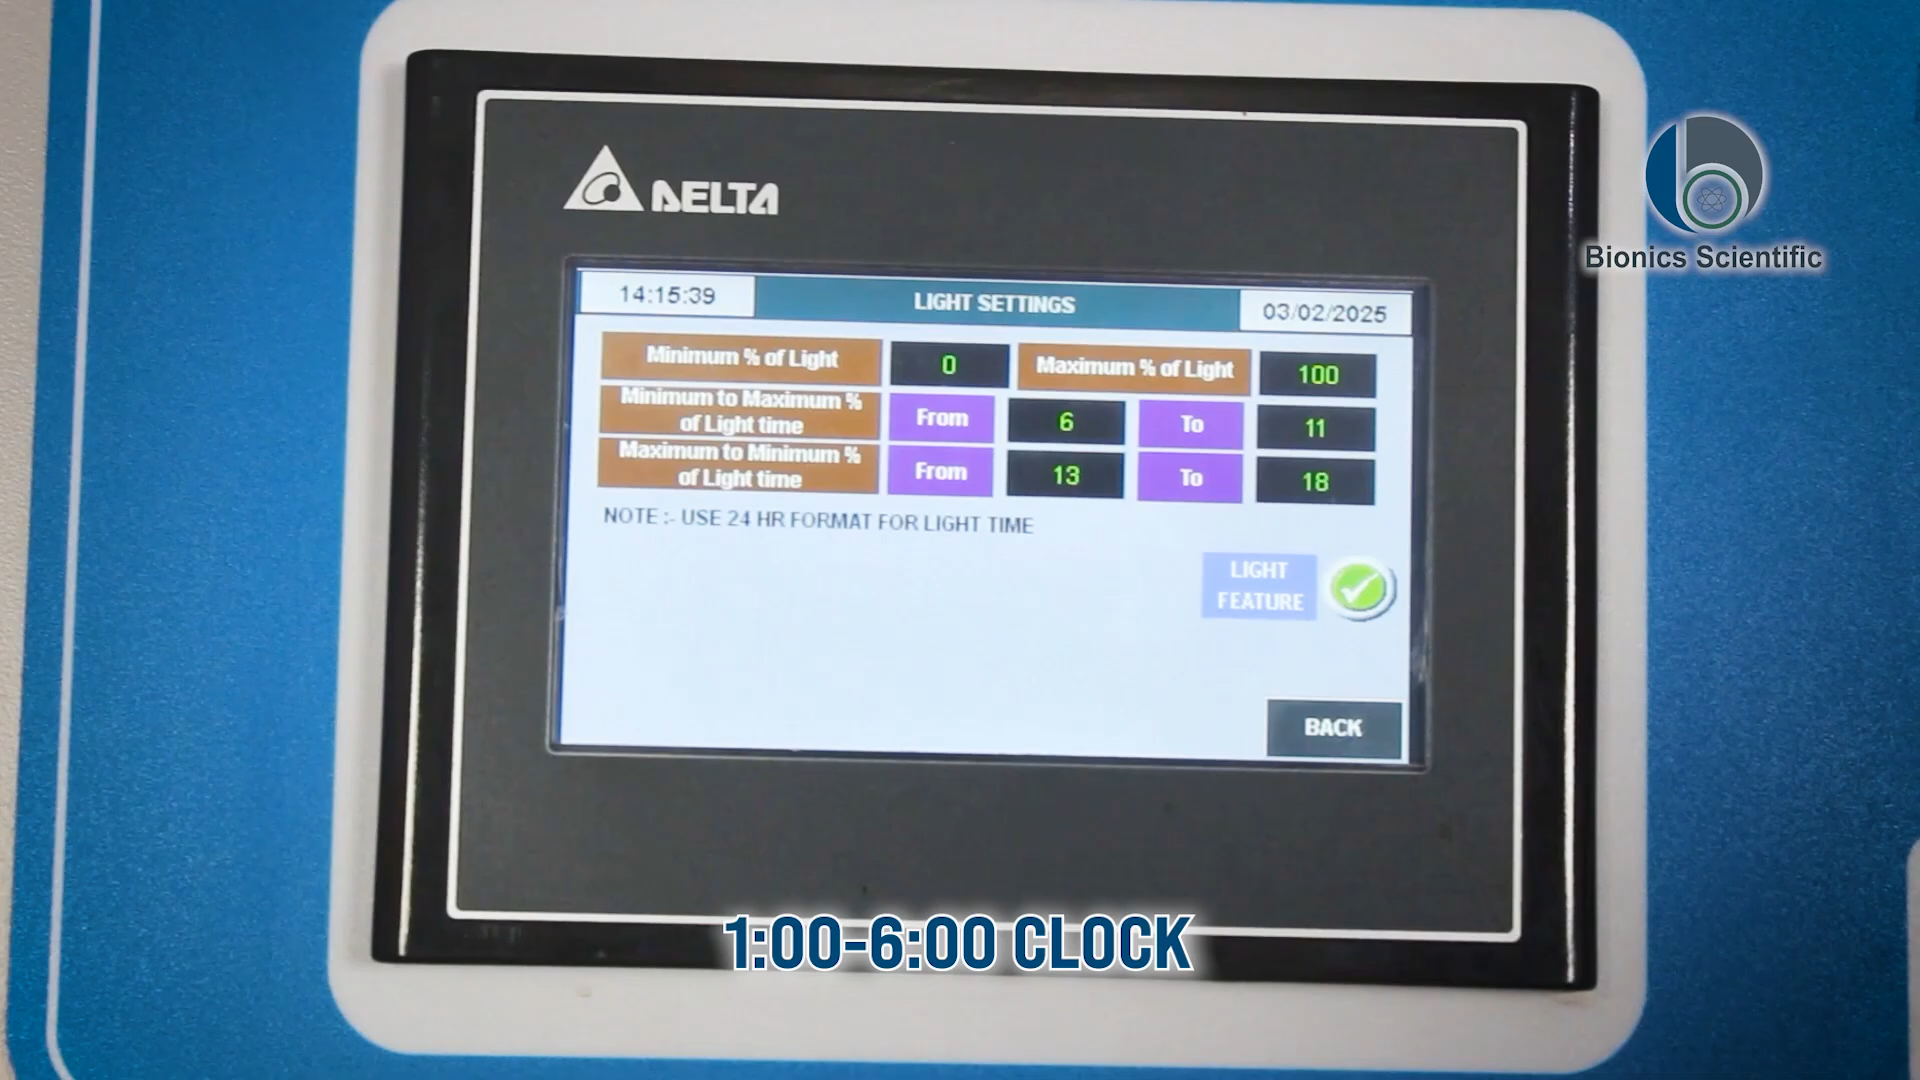 DELTA
Bionics Scientific
14:15:39
LIGHT SETTINGS
03/02/2025
Minimum % of Light
0
Maximum % of Light
100
Minimum to Maximum %
of Light time
From
6
To
11
Maximum to Minimum %
of Light time
From
13
To
18
NOTE :- USE 24 HR FORMAT FOR LIGHT TIME
LIGHT
FEATURE
BACK
1:00-6:00 CLOCK